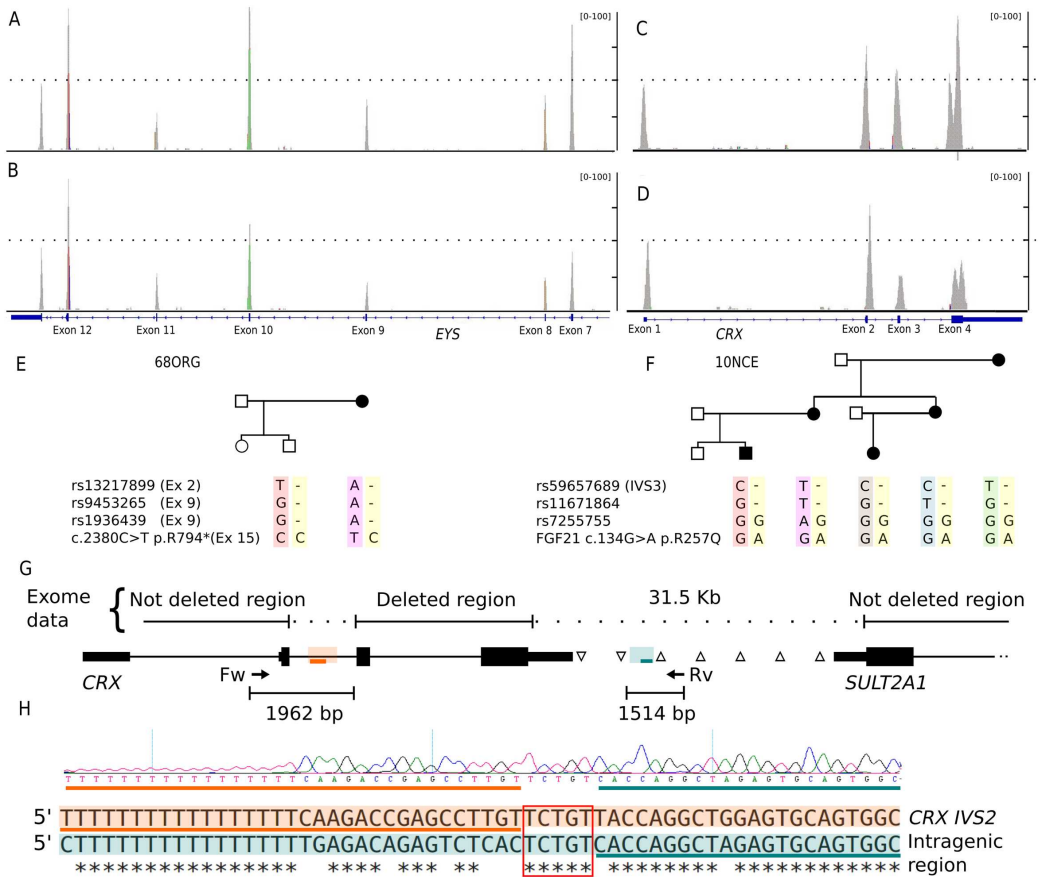 A
[0-100]
C
[0-100]
B
[0-100]
D
[0-100]
Exon 12 Exon 11 Exon 10 Exon 9 EYS Exon 8 Exon 7
Exon 1 CRX Exon 2 Exon 3 Exon 4
E 68ORG
F 10NCE
rs13217899 (Ex 2) T - A -
rs9453265 (Ex 9) G - A -
rs1936439 (Ex 9) G - A -
c.2380C>T p.R794*(Ex 15) C C T C
rs59657689 (IVS3) C - T - C - C - T -
rs11671864 G - T - G - T - G -
rs7255755 G G A G G G G G G G
FGF21 c.134G>A p.R257Q G A G A G A G A G A
G
Exome data { Not deleted region Deleted region 31.5 Kb Not deleted region
Fw Rv
CRX SULT2A1
1962 bp 1514 bp
H
5' TTTTTTTTTTTTTTTTTCAAGACCGAGCCTTGTTCTGTTACCAGGCTGGAGTGCAGTGGC CRX IVS2
5' CTTTTTTTTTTTTTTTTTGAGACAGAGTCTCACTCTGTCACCAGGCTAGAGTGCAGTGGC Intragenic region
**************** **** *** ** ***** ******** ************